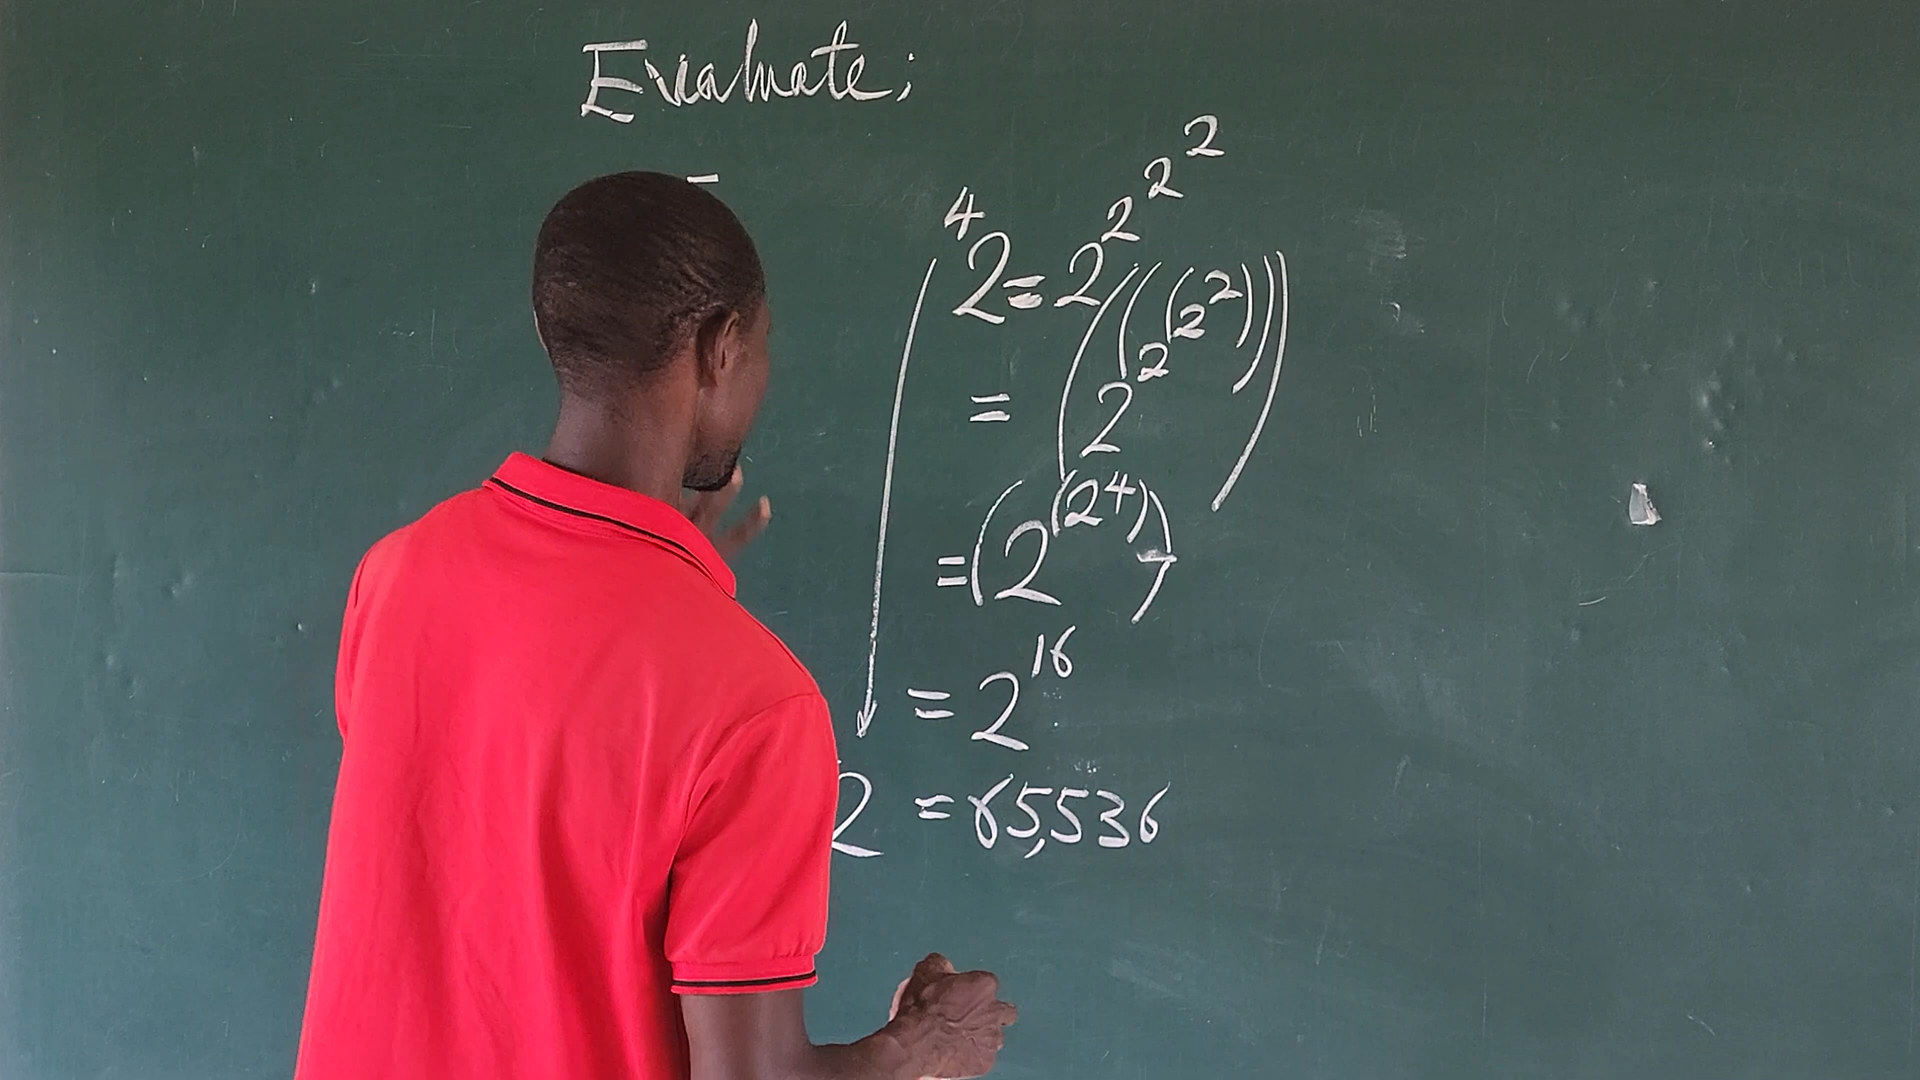 Evaluate;
⁴2 = 2^2^2^2
= (2^(2^(2^2)))
= (2^(2^4))
= 2^16
2 = 65,536